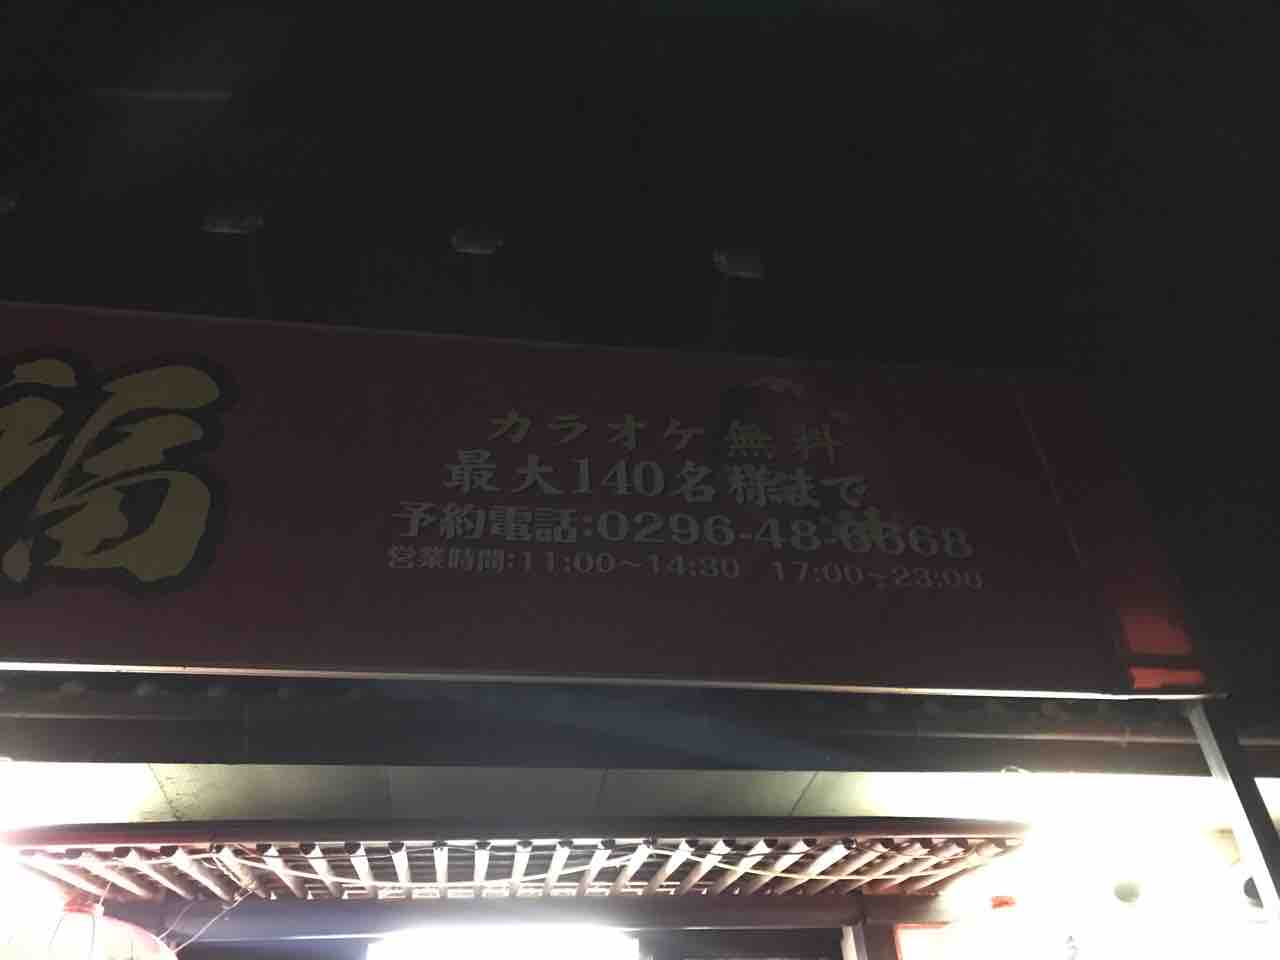 福
カラオケ無料
最大140名様まで
予約電話:0296-48-6668
営業時間:11:00～14:30 17:00～23:00